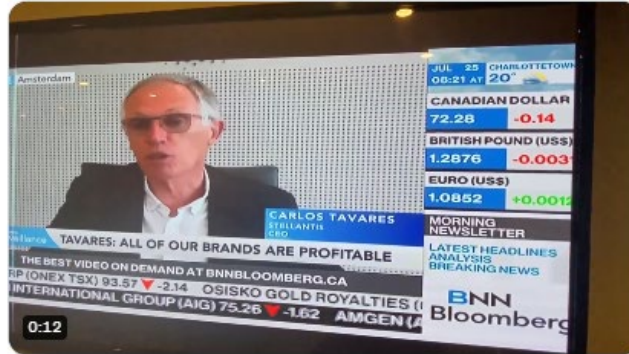 Amsterdam
JUL 25
08:21 AT
CHARLOTTETOWN
20°
CANADIAN DOLLAR
72.28 -0.14
BRITISH POUND (US$)
1.2876 -0.003
EURO (US$)
1.0852 +0.0012
MORNING
NEWSLETTER
LATEST HEADLINES
ANALYSIS
BREAKING NEWS
BNN
Bloomberg
CARLOS TAVARES
STELLANTIS
CEO
TAVARES: ALL OF OUR BRANDS ARE PROFITABLE
THE BEST VIDEO ON DEMAND AT BNNBLOOMBERG.CA
RP (ONEX TSX) 93.57 ▼ -2.14 OSISKO GOLD ROYALTIES (
INTERNATIONAL GROUP (AIG) 75.26 ▼ -1.62 AMGEN (A
0:12